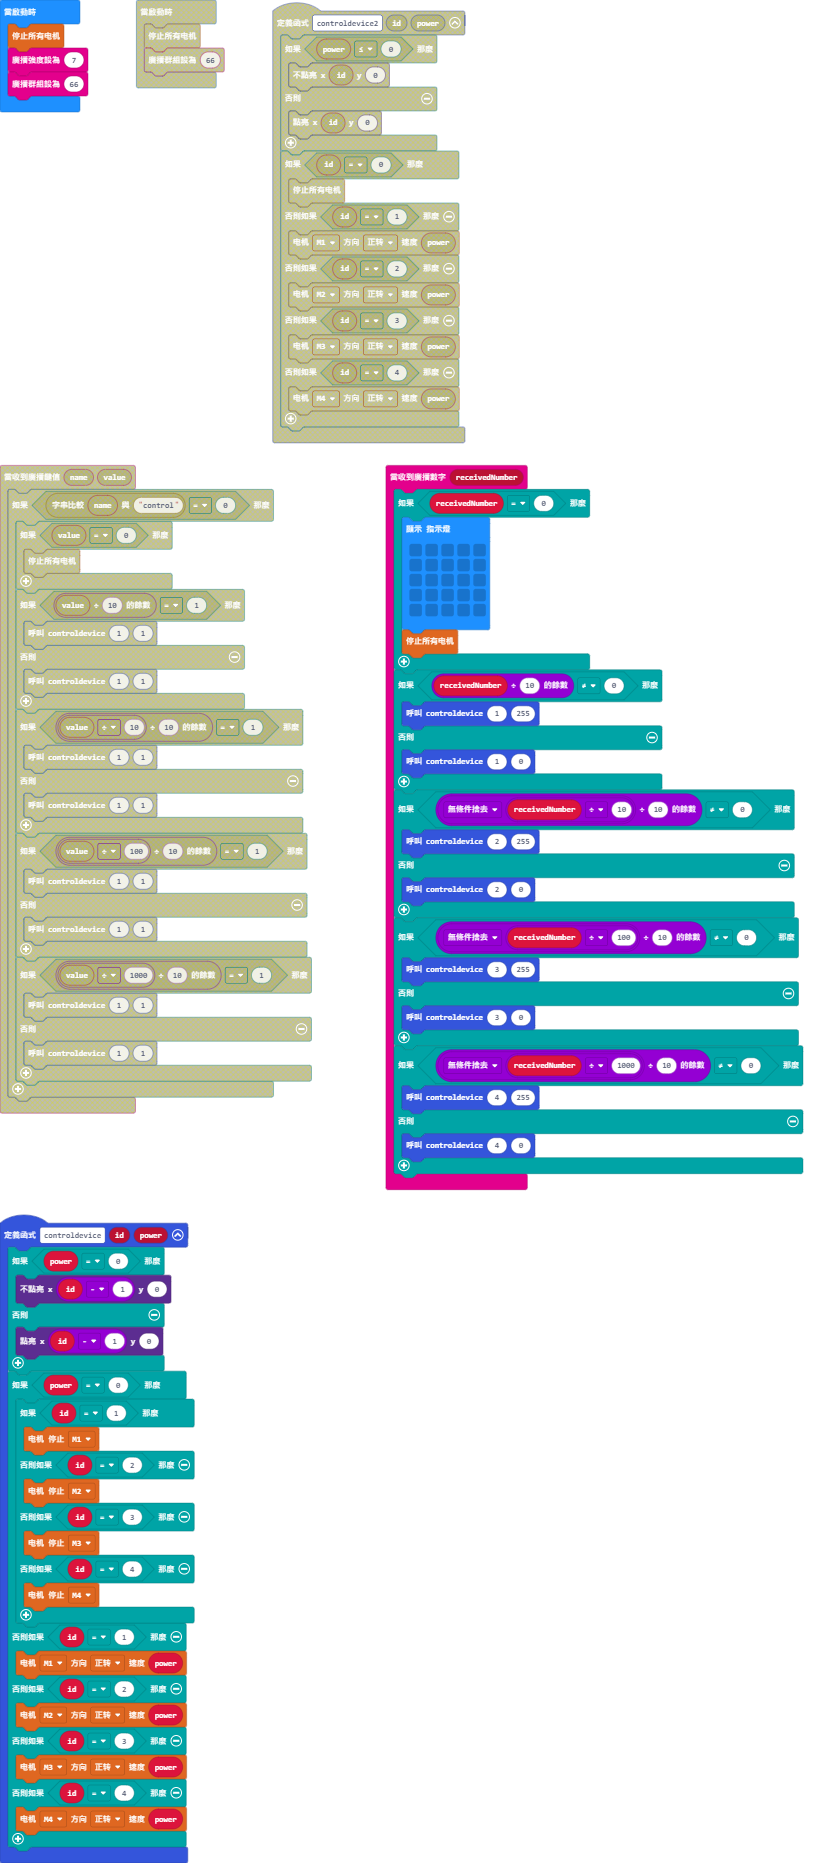 當啟動時
停止所有电机
廣播強度設為 7
廣播群組設為 66
當啟動時
停止所有电机
廣播群組設為 66
定義函式 controldevice2 id power
如果 power ≤ 0 那麼
不點亮 x id y 0
否則
點亮 x id y 0
如果 id = 0 那麼
停止所有电机
否則如果 id = 1 那麼
电机 M1 方向 正转 速度 power
否則如果 id = 2 那麼
电机 M2 方向 正转 速度 power
否則如果 id = 3 那麼
电机 M3 方向 正转 速度 power
否則如果 id = 4 那麼
电机 M4 方向 正转 速度 power
當收到廣播鍵值 name value
如果 字串比較 name 與 "control" = 0 那麼
如果 value = 0 那麼
停止所有电机
如果 value ÷ 10 的餘數 = 1 那麼
呼叫 controldevice 1 1
否則
呼叫 controldevice 1 1
如果 value ÷ 10 ÷ 10 的餘數 = 1 那麼
呼叫 controldevice 1 1
否則
呼叫 controldevice 1 1
如果 value ÷ 100 ÷ 10 的餘數 = 1 那麼
呼叫 controldevice 1 1
否則
呼叫 controldevice 1 1
如果 value ÷ 1000 ÷ 10 的餘數 = 1 那麼
呼叫 controldevice 1 1
否則
呼叫 controldevice 1 1
當收到廣播數字 receivedNumber
如果 receivedNumber = 0 那麼
顯示 指示燈
停止所有电机
如果 receivedNumber ÷ 10 的餘數 ≠ 0 那麼
呼叫 controldevice 1 255
否則
呼叫 controldevice 1 0
如果 無條件捨去 receivedNumber ÷ 10 ÷ 10 的餘數 ≠ 0 那麼
呼叫 controldevice 2 255
否則
呼叫 controldevice 2 0
如果 無條件捨去 receivedNumber ÷ 100 ÷ 10 的餘數 ≠ 0 那麼
呼叫 controldevice 3 255
否則
呼叫 controldevice 3 0
如果 無條件捨去 receivedNumber ÷ 1000 ÷ 10 的餘數 ≠ 0 那麼
呼叫 controldevice 4 255
否則
呼叫 controldevice 4 0
定義函式 controldevice id power
如果 power = 0 那麼
不點亮 x id - 1 y 0
否則
點亮 x id - 1 y 0
如果 power = 0 那麼
如果 id = 1 那麼
电机 停止 M1
否則如果 id = 2 那麼
电机 停止 M2
否則如果 id = 3 那麼
电机 停止 M3
否則如果 id = 4 那麼
电机 停止 M4
否則如果 id = 1 那麼
电机 M1 方向 正转 速度 power
否則如果 id = 2 那麼
电机 M2 方向 正转 速度 power
否則如果 id = 3 那麼
电机 M3 方向 正转 速度 power
否則如果 id = 4 那麼
电机 M4 方向 正转 速度 power